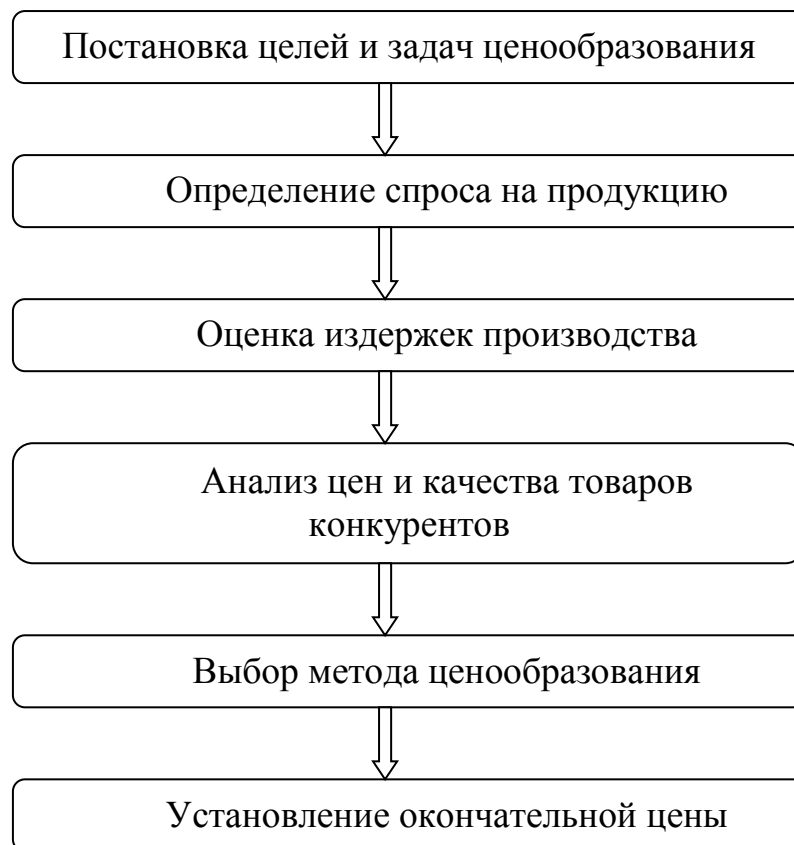 Постановка целей и задач ценообразования
Определение спроса на продукцию
Оценка издержек производства
Анализ цен и качества товаров
конкурентов
Выбор метода ценообразования
Установление окончательной цены